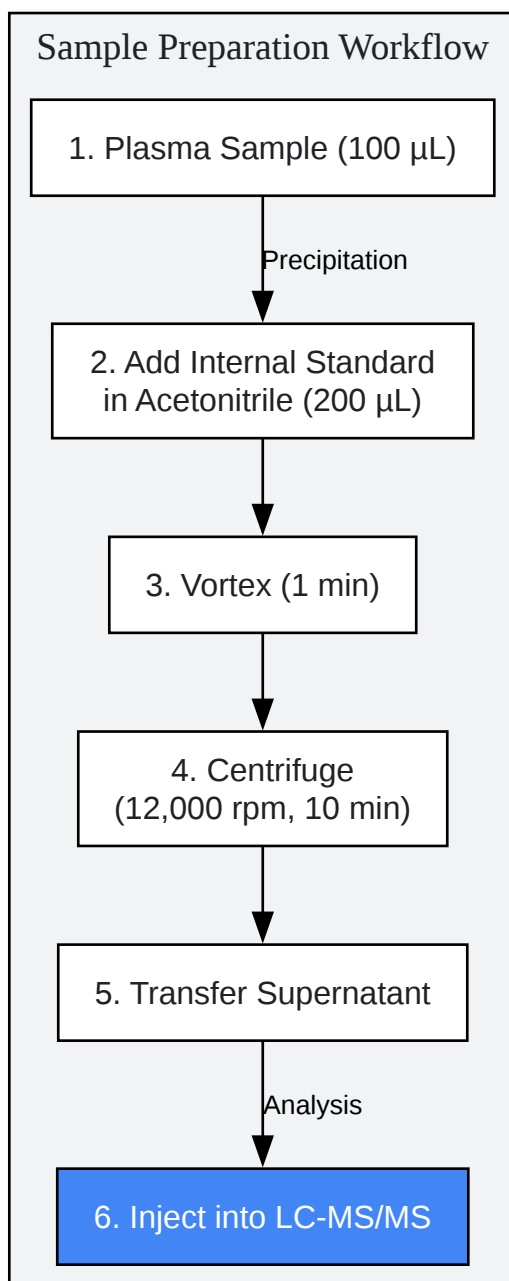 Sample Preparation Workflow
1. Plasma Sample (100 µL)
Precipitation
2. Add Internal Standard
in Acetonitrile (200 µL)
3. Vortex (1 min)
4. Centrifuge
(12,000 rpm, 10 min)
5. Transfer Supernatant
Analysis
6. Inject into LC-MS/MS